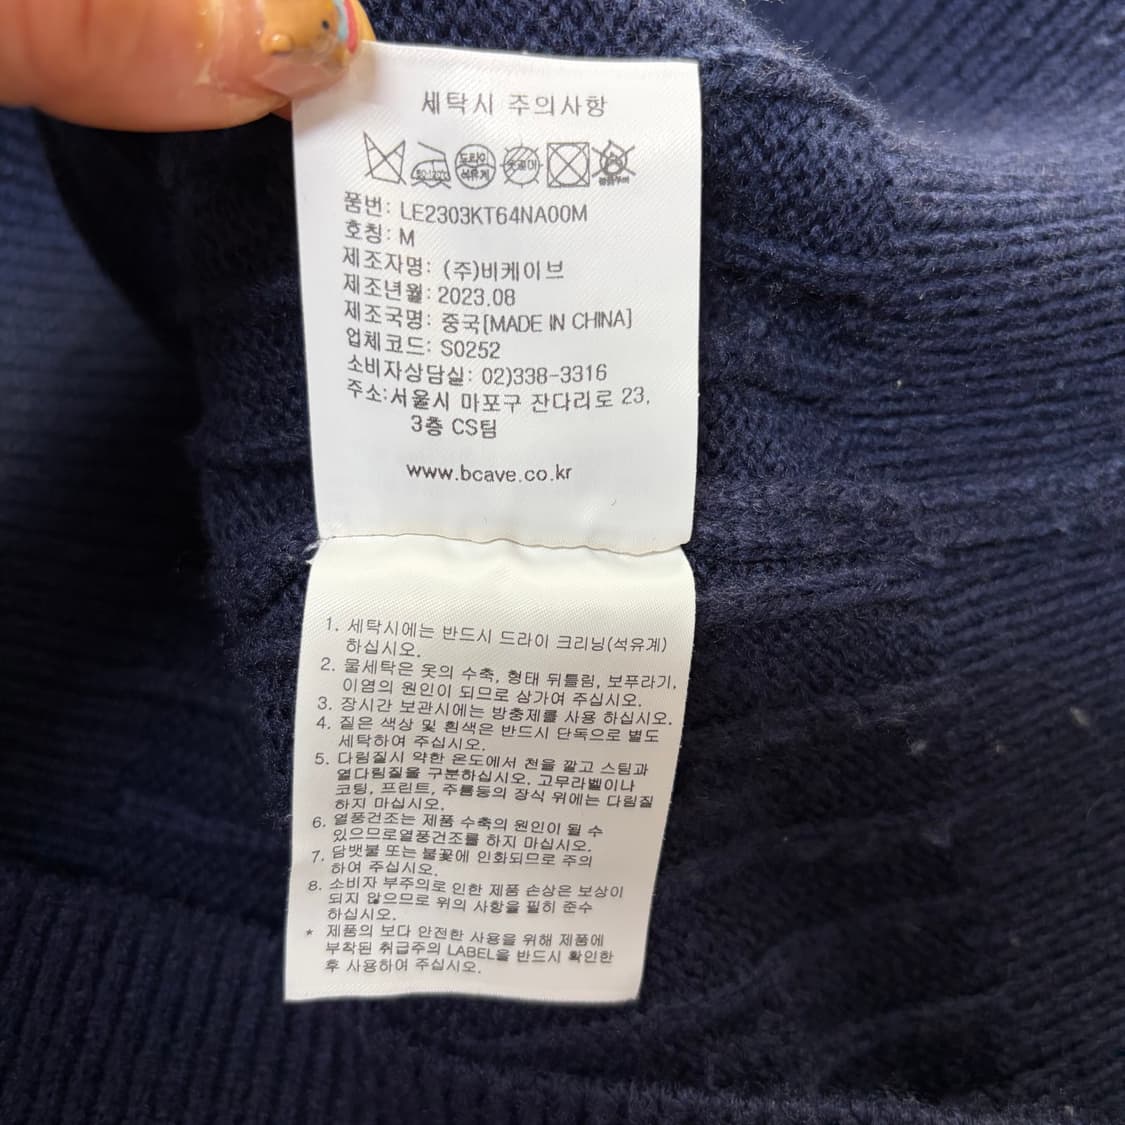 세탁시 주의사항
80~120℃ 드라이 석유계
품번: LE2303KT64NA00M
호칭: M
제조자명: (주)비케이브
제조년월: 2023.08
제조국명: 중국[MADE IN CHINA]
업체코드: S0252
소비자상담실: 02)338-3316
주소:서울시 마포구 잔다리로 23,
3층 CS팀
www.bcave.co.kr
1. 세탁시에는 반드시 드라이 크리닝(석유계)
하십시오.
2. 물세탁은 옷의 수축, 형태 뒤틀림, 보푸라기,
이염의 원인이 되므로 삼가여 주십시오.
3. 장시간 보관시에는 방충제를 사용 하십시오.
4. 짙은 색상 및 흰색은 반드시 단독으로 별도
세탁하여 주십시오.
5. 다림질시 약한 온도에서 천을 깔고 스팀과
열다림질을 구분하십시오. 고무라벨이나
코팅, 프린트, 주름등의 장식 위에는 다림질
하지 마십시오.
6. 열풍건조는 제품 수축의 원인이 될 수
있으므로열풍건조를 하지 마십시오.
7. 담뱃불 또는 불꽃에 인화되므로 주의
하여 주십시오.
8. 소비자 부주의로 인한 제품 손상은 보상이
되지 않으므로 위의 사항을 필히 준수
하십시오.
* 제품의 보다 안전한 사용을 위해 제품에
부착된 취급주의 LABEL을 반드시 확인한
후 사용하여 주십시오.